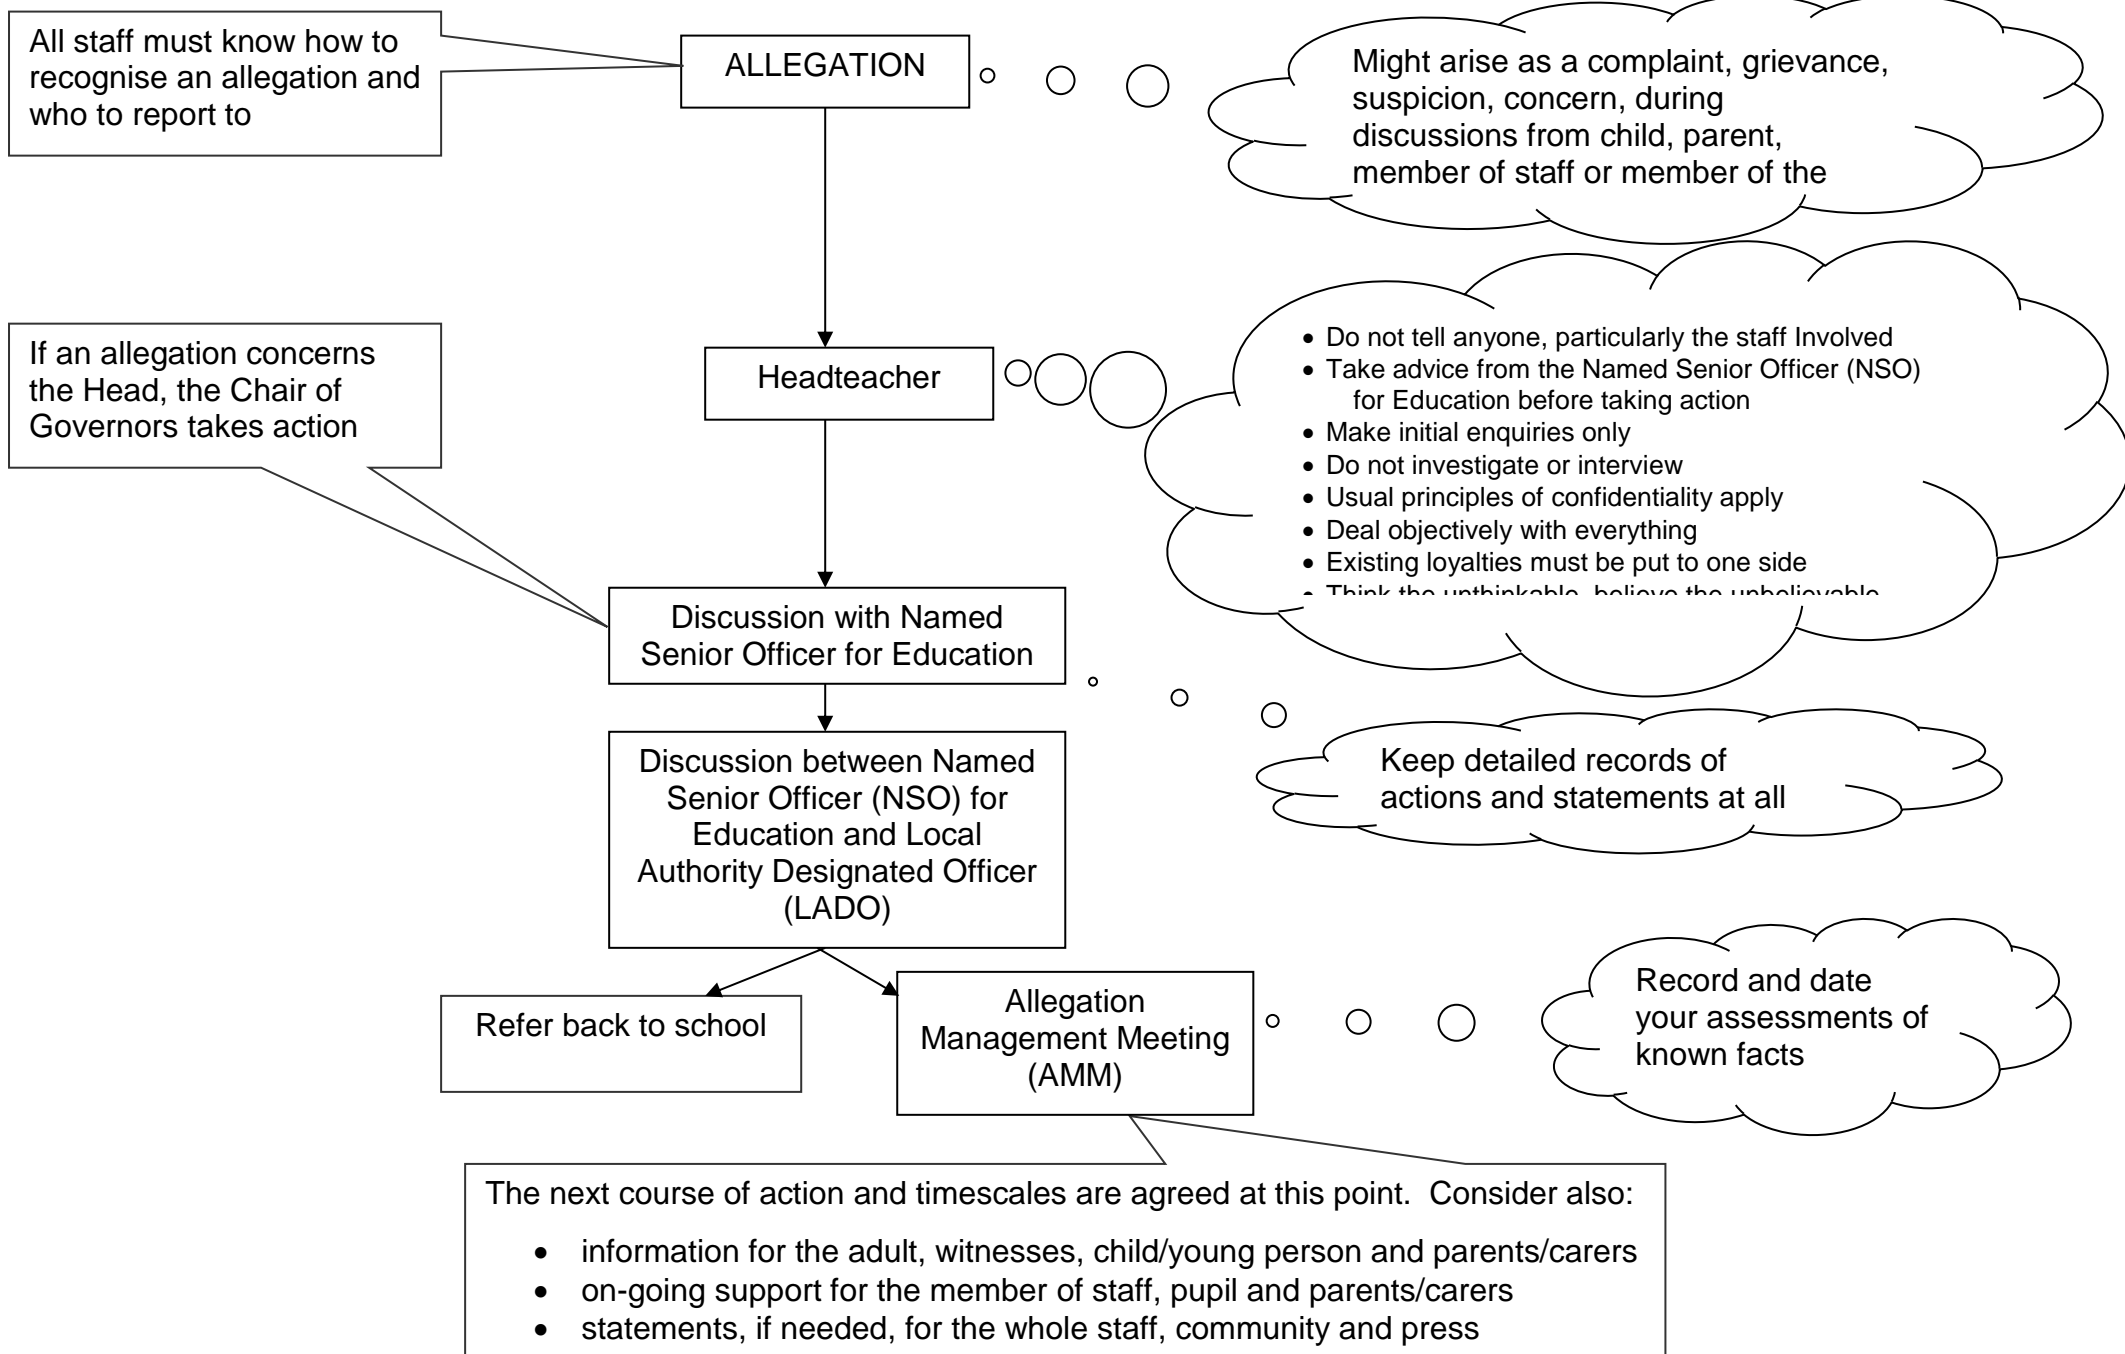 All staff must know how to
recognise an allegation and
who to report to
ALLEGATION
Might arise as a complaint, grievance,
suspicion, concern, during
discussions from child, parent,
member of staff or member of the
If an allegation concerns
the Head, the Chair of
Governors takes action
Headteacher
• Do not tell anyone, particularly the staff Involved
• Take advice from the Named Senior Officer (NSO)
for Education before taking action
• Make initial enquiries only
• Do not investigate or interview
• Usual principles of confidentiality apply
• Deal objectively with everything
• Existing loyalties must be put to one side
• Think the unthinkable, believe the unbelievable
Discussion with Named
Senior Officer for Education
Keep detailed records of
actions and statements at all
Discussion between Named
Senior Officer (NSO) for
Education and Local
Authority Designated Officer
(LADO)
Refer back to school
Allegation
Management Meeting
(AMM)
Record and date
your assessments of
known facts
The next course of action and timescales are agreed at this point.  Consider also:
• information for the adult, witnesses, child/young person and parents/carers
• on-going support for the member of staff, pupil and parents/carers
• statements, if needed, for the whole staff, community and press